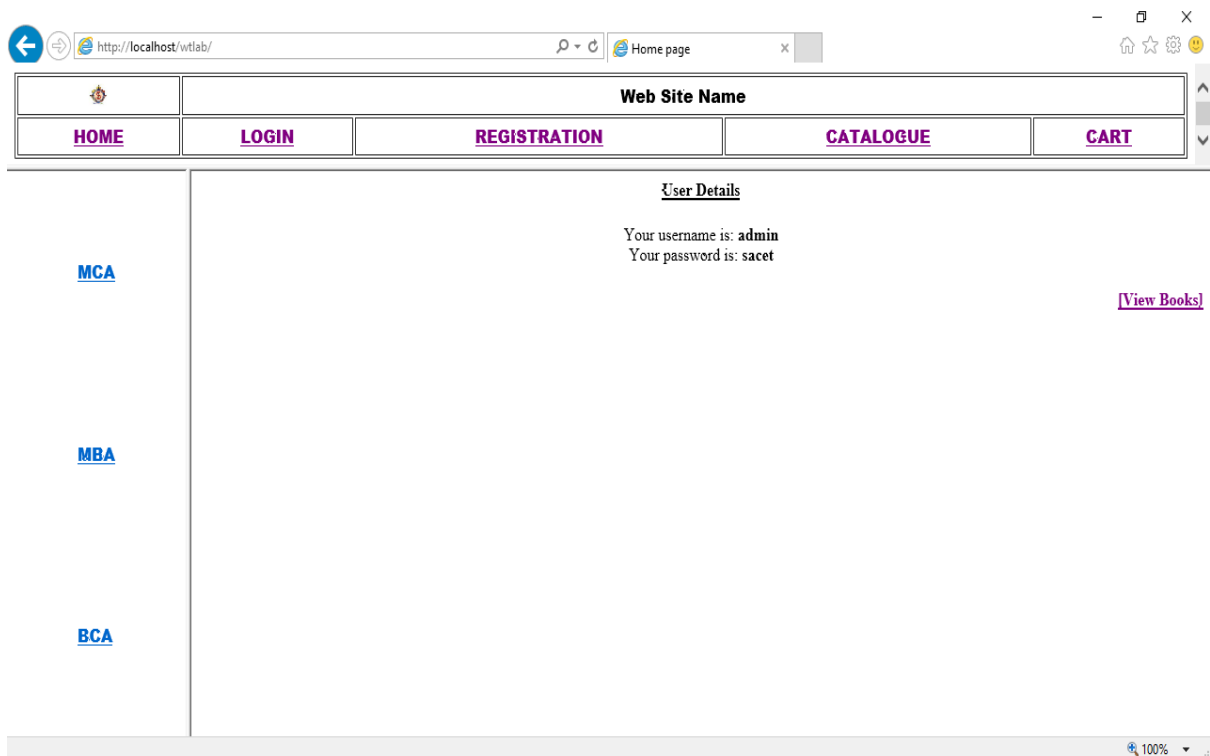 http://localhost/wtlab/
Home page
Web Site Name
HOME LOGIN REGISTRATION CATALOGUE CART
User Details
Your username is: admin
Your password is: sacet
MCA
[View Books]
MBA
BCA
100%